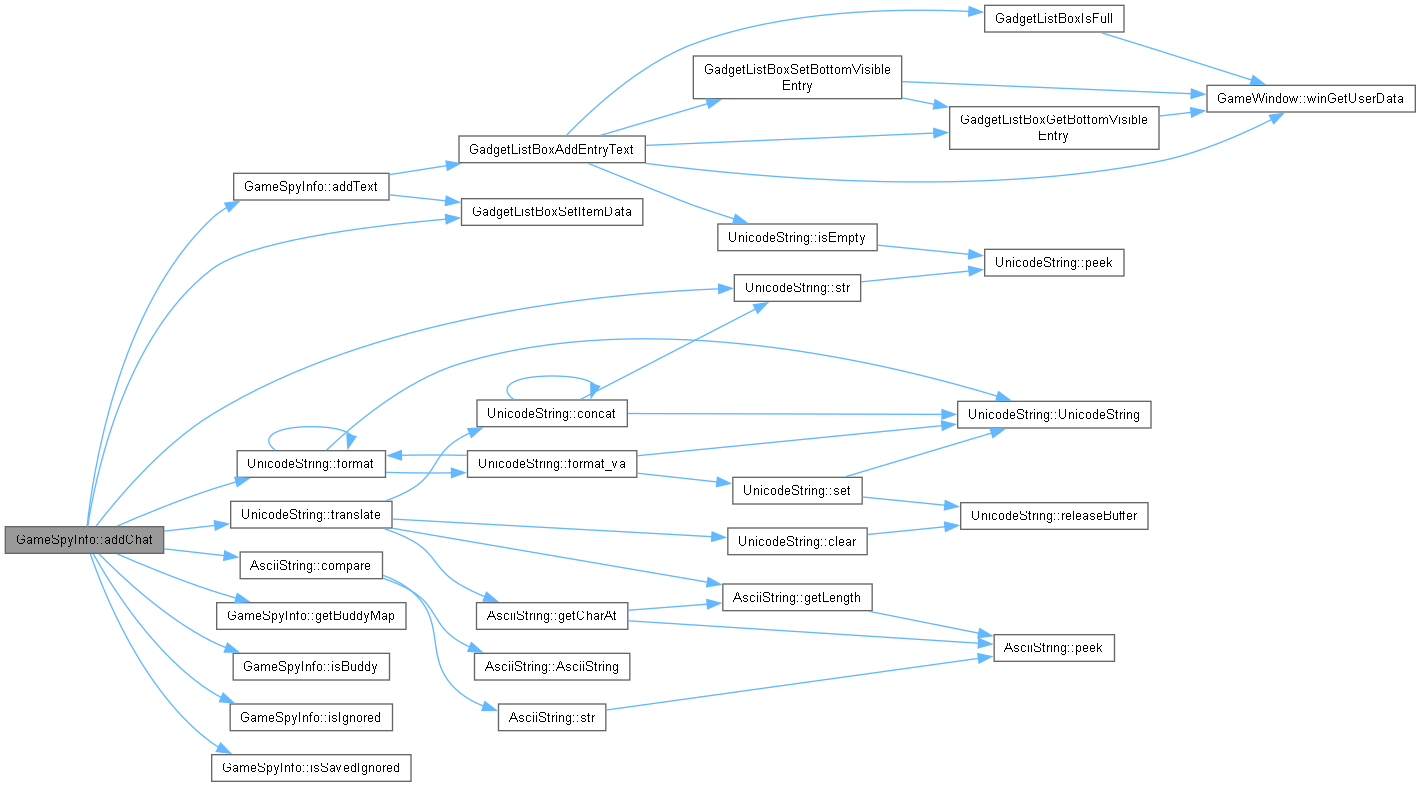 GadgetListBoxIsFull
GadgetListBoxSetBottomVisible
Entry
GameWindow::winGetUserData
GadgetListBoxGetBottomVisible
Entry
GadgetListBoxAddEntryText
GameSpyInfo::addText
GadgetListBoxSetItemData
UnicodeString::isEmpty
UnicodeString::peek
UnicodeString::str
UnicodeString::concat
UnicodeString::UnicodeString
UnicodeString::format
UnicodeString::format_va
UnicodeString::set
UnicodeString::translate
UnicodeString::releaseBuffer
GameSpyInfo::addChat
UnicodeString::clear
AsciiString::compare
AsciiString::getLength
GameSpyInfo::getBuddyMap
AsciiString::getCharAt
AsciiString::peek
GameSpyInfo::isBuddy
AsciiString::AsciiString
GameSpyInfo::isIgnored
AsciiString::str
GameSpyInfo::isSavedIgnored